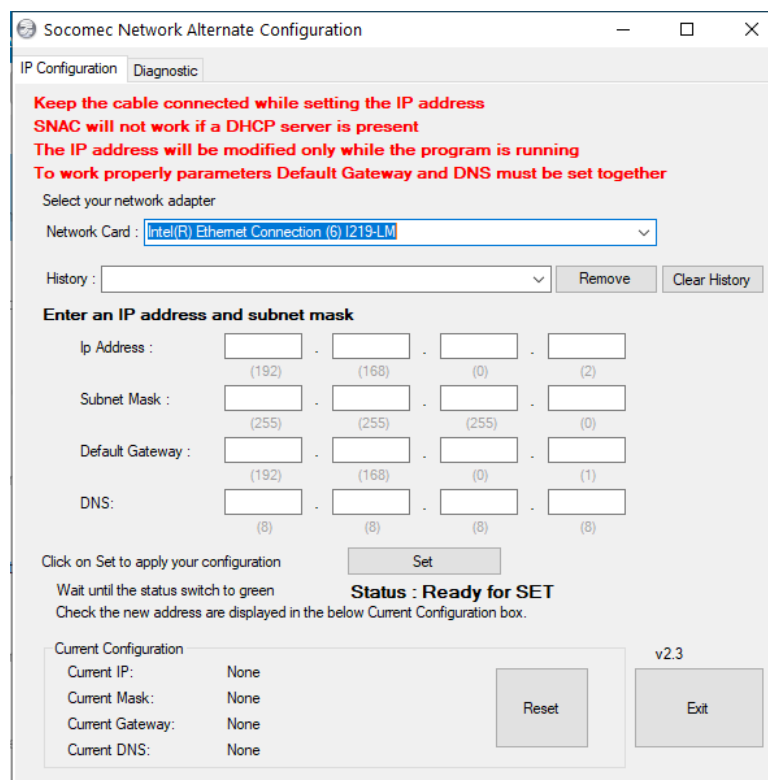 Socomec Network Alternate Configuration
IP Configuration Diagnostic
Keep the cable connected while setting the IP address
SNAC will not work if a DHCP server is present
The IP address will be modified only while the program is running
To work properly parameters Default Gateway and DNS must be set together
Select your network adapter
Network Card : Intel(R) Ethernet Connection (6) I219-LM
History : Remove Clear History
Enter an IP address and subnet mask
Ip Address : . . .
(192) (168) (0) (2)
Subnet Mask : . . .
(255) (255) (255) (0)
Default Gateway : . . .
(192) (168) (0) (1)
DNS: . . .
(8) (8) (8) (8)
Click on Set to apply your configuration Set
Wait until the status switch to green Status : Ready for SET
Check the new address are displayed in the below Current Configuration box.
Current Configuration v2.3
Current IP: None
Current Mask: None
Current Gateway: None
Current DNS: None
Reset Exit